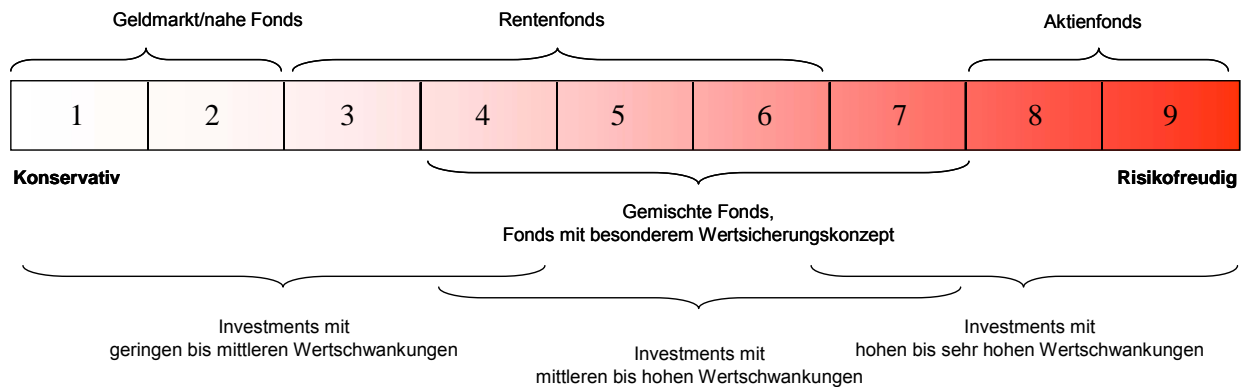 Geldmarkt/nahe Fonds
Rentenfonds
Aktienfonds
1 2 3 4 5 6 7 8 9
Konservativ
Risikofreudig
Gemischte Fonds,
Fonds mit besonderem Wertsicherungskonzept
Investments mit
geringen bis mittleren Wertschwankungen
Investments mit
mittleren bis hohen Wertschwankungen
Investments mit
hohen bis sehr hohen Wertschwankungen